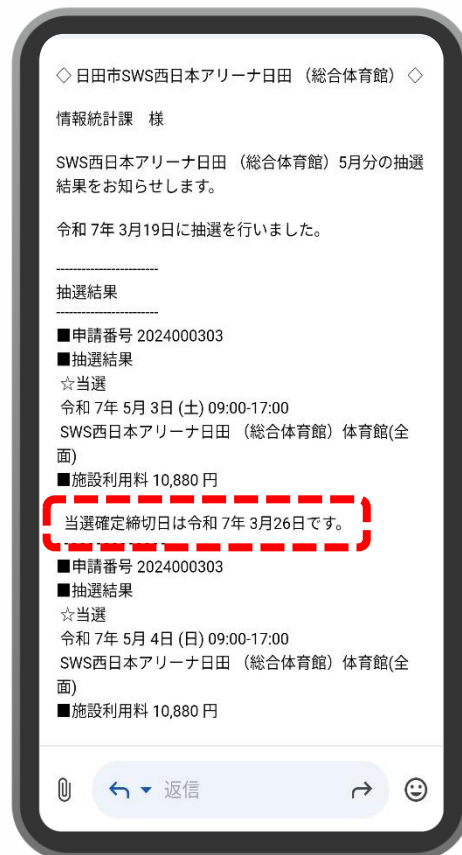 ◇ 日田市SWS西日本アリーナ日田 （総合体育館） ◇
情報統計課　様
SWS西日本アリーナ日田 （総合体育館）5月分の抽選
結果をお知らせします。
令和 7年 3月19日に抽選を行いました。
------------------------
抽選結果
------------------------
■申請番号 2024000303
■抽選結果
☆当選
令和 7年 5月 3日 (土) 09:00-17:00
SWS西日本アリーナ日田 （総合体育館）体育館(全
面)
■施設利用料 10,880 円
当選確定締切日は令和 7年 3月26日です。
------------------------
■申請番号 2024000303
■抽選結果
☆当選
令和 7年 5月 4日 (日) 09:00-17:00
SWS西日本アリーナ日田 （総合体育館）体育館(全
面)
■施設利用料 10,880 円
返信